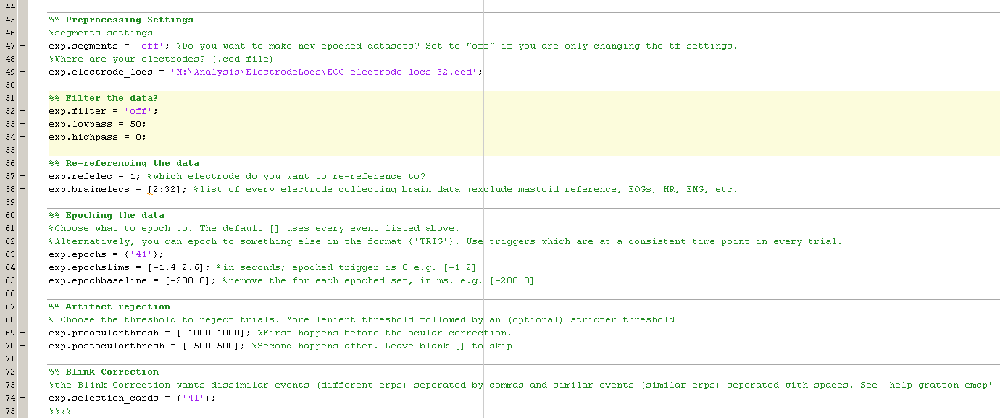 44
45 %% Preprocessing Settings
46 %segments settings
47 – exp.segments = 'off'; %Do you want to make new epoched datasets? Set to "off" if you are only changing the tf settings.
48 %Where are your electrodes? (.ced file)
49 – exp.electrode_locs = 'M:\Analysis\ElectrodeLocs\EOG-electrode-locs-32.ced';
50
51 %% Filter the data?
52 – exp.filter = 'off';
53 – exp.lowpass = 50;
54 – exp.highpass = 0;
55
56 %% Re-referencing the data
57 – exp.refelec = 1; %which electrode do you want to re-reference to?
58 – exp.brainelecs = [2:32]; %list of every electrode collecting brain data (exclude mastoid reference, EOGs, HR, EMG, etc.
59
60 %% Epoching the data
61 %Choose what to epoch to. The default [] uses every event listed above.
62 %Alternatively, you can epoch to something else in the format {'TRIG'}. Use triggers which are at a consistent time point in every trial.
63 – exp.epochs = {'41'};
64 – exp.epochslims = [-1.4 2.6]; %in seconds; epoched trigger is 0 e.g. [-1 2]
65 – exp.epochbaseline = [-200 0]; %remove the for each epoched set, in ms. e.g. [-200 0]
66
67 %% Artifact rejection
68 % Choose the threshold to reject trials. More lenient threshold followed by an (optional) stricter threshold
69 – exp.preocularthresh = [-1000 1000]; %First happens before the ocular correction.
70 – exp.postocularthresh = [-500 500]; %Second happens after. Leave blank [] to skip
71
72 %% Blink Correction
73 %the Blink Correction wants dissimilar events (different erps) seperated by commas and similar events (similar erps) seperated with spaces. See 'help gratton_emcp'
74 – exp.selection_cards = {'41'};
75 %%%%